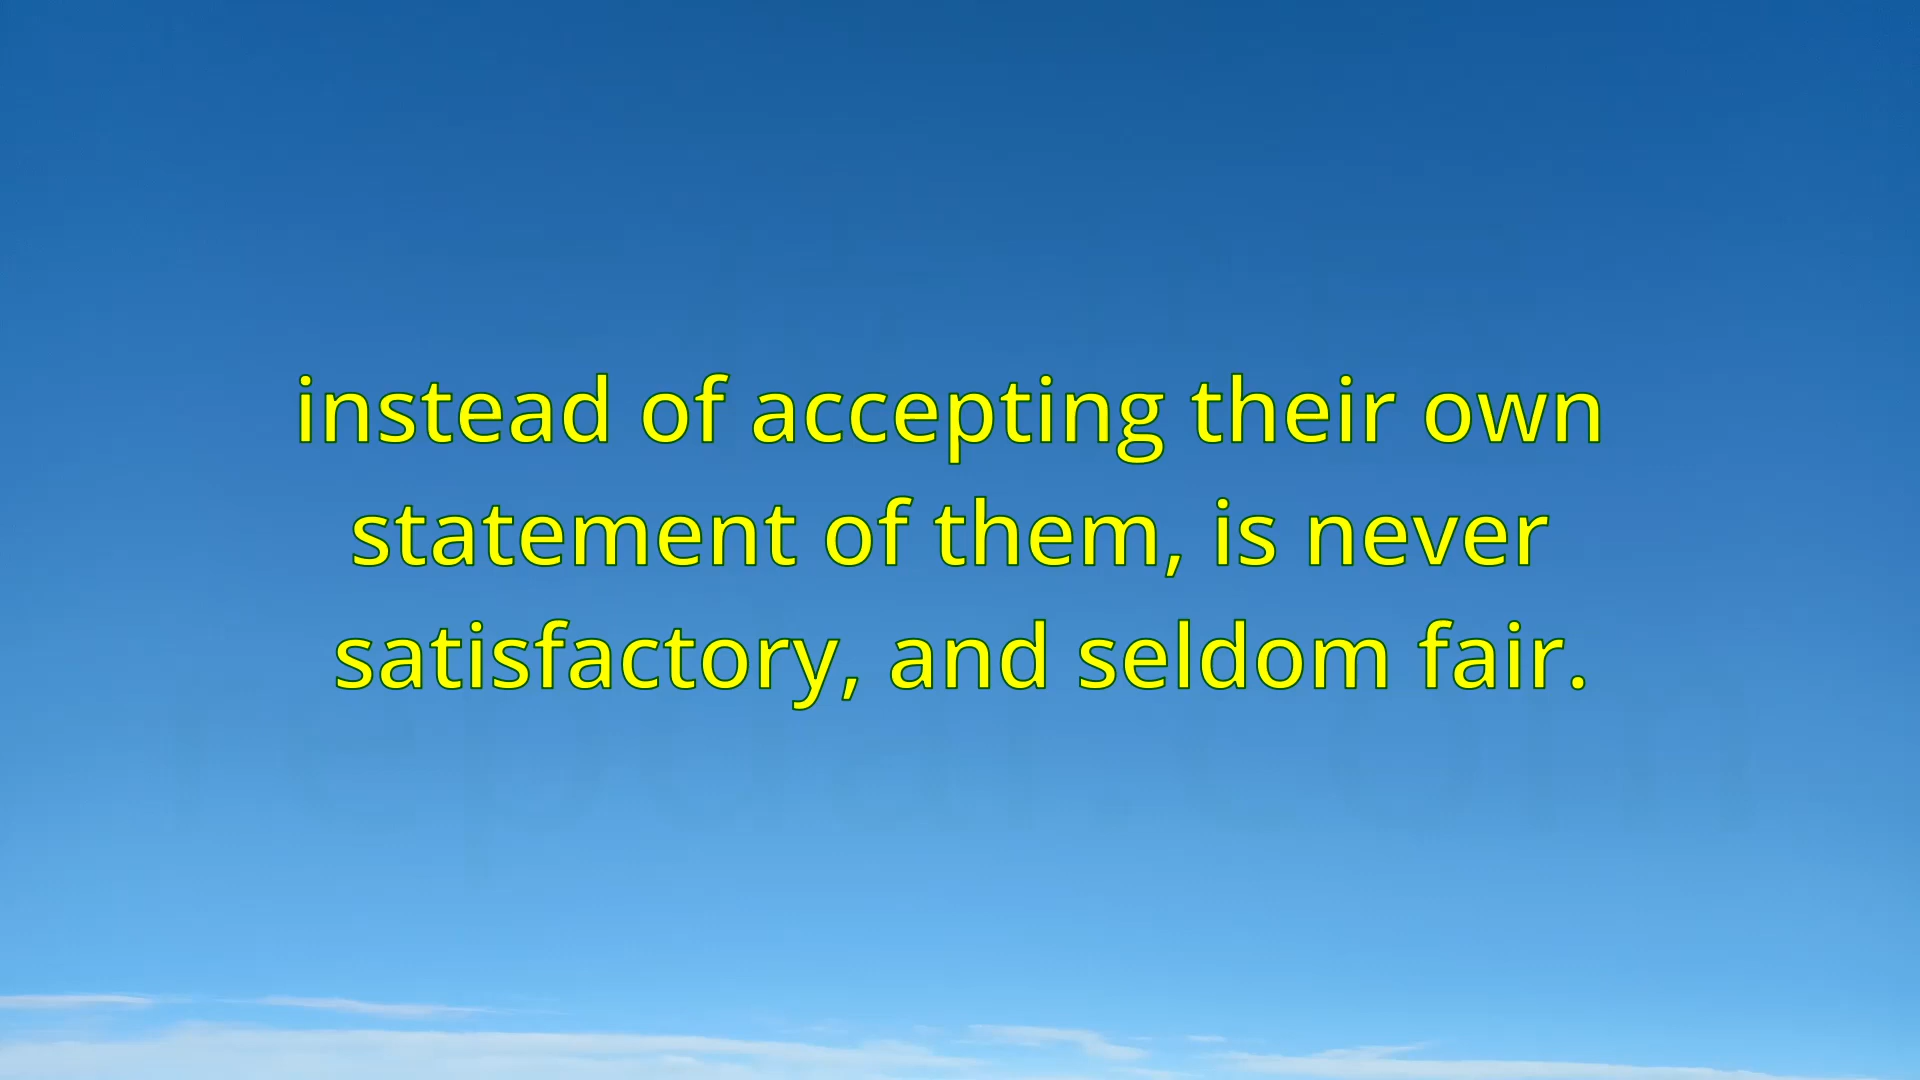 instead of accepting their own
statement of them, is never
satisfactory, and seldom fair.